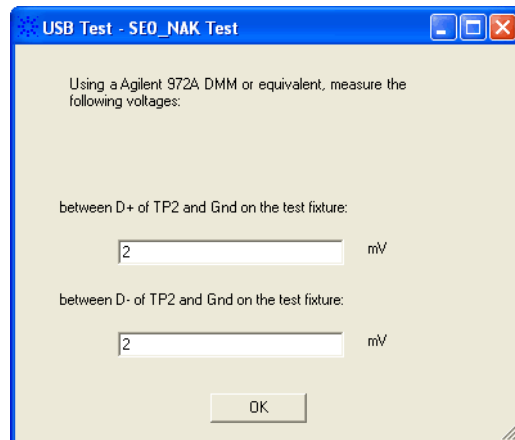 USB Test - SE0_NAK Test
Using a Agilent 972A DMM or equivalent, measure the
following voltages:
between D+ of TP2 and Gnd on the test fixture:
2 mV
between D- of TP2 and Gnd on the test fixture:
2 mV
OK